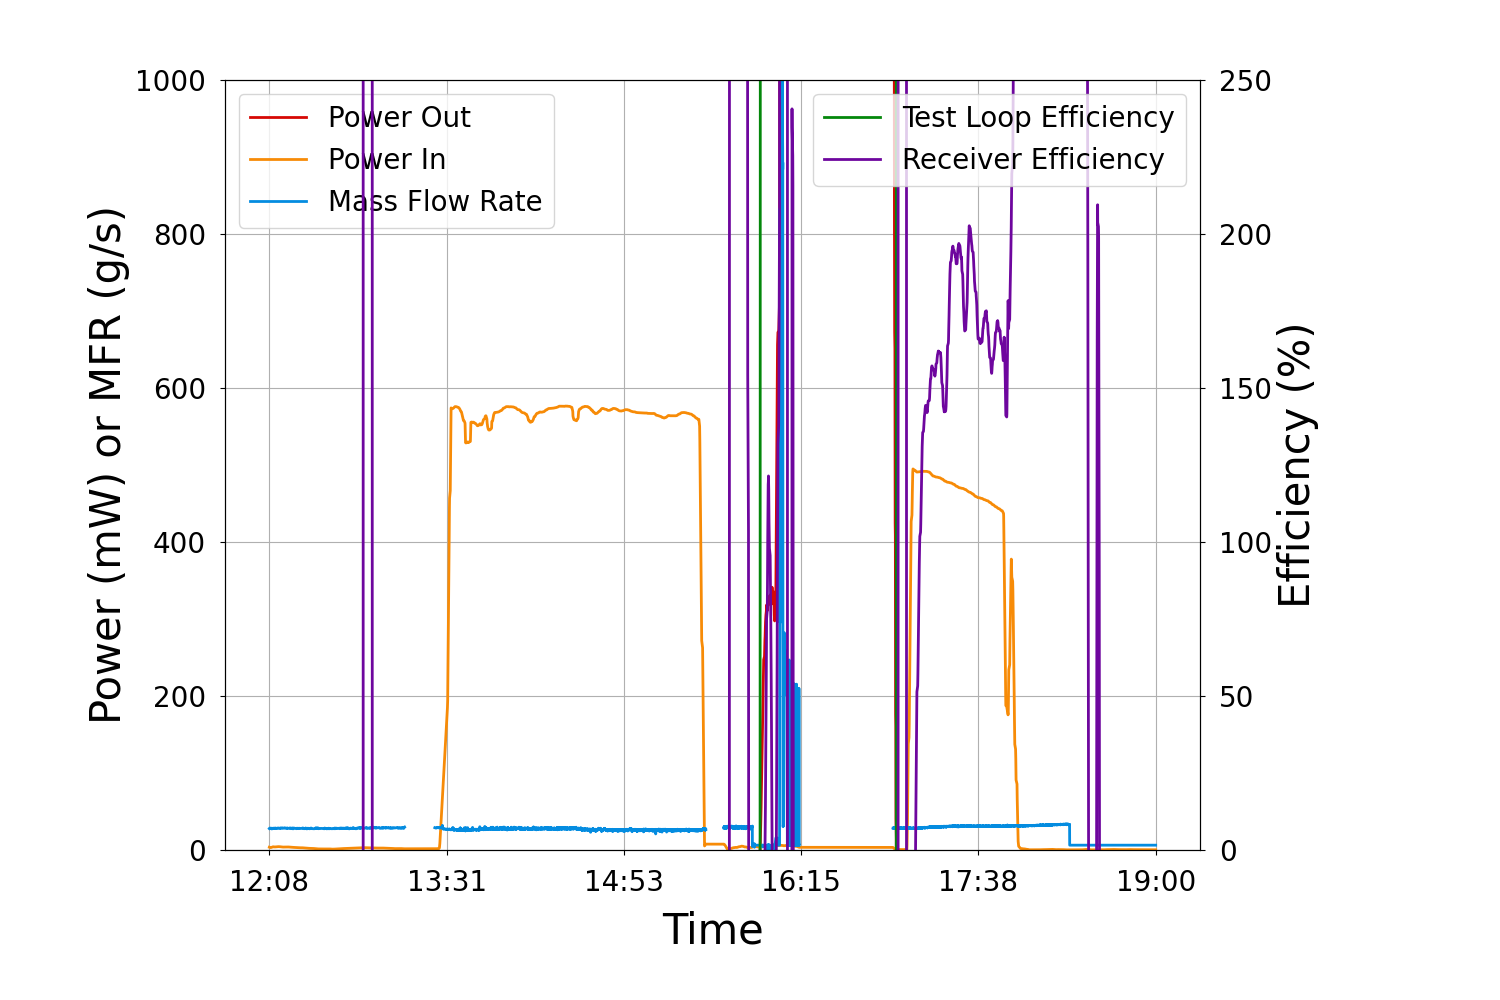 1000
800
600
400
200
0
Power (mW) or MFR (g/s)
Power Out
Power In
Mass Flow Rate
Test Loop Efficiency
Receiver Efficiency
250
200
150
100
50
0
Efficiency (%)
12:08 13:31 14:53 16:15 17:38 19:00
Time